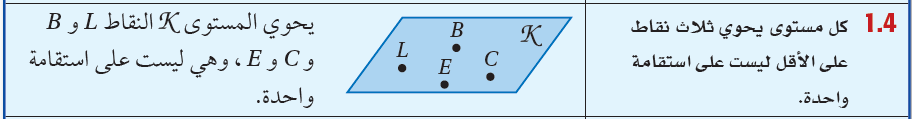 1.4 كل مستوى يحوي ثلاث نقاط
على الأقل ليست على استقامة
واحدة.
K
B
L
E
C
يحوي المستوى K النقاط L و B
و C و E ، وهي ليست على استقامة
واحدة.